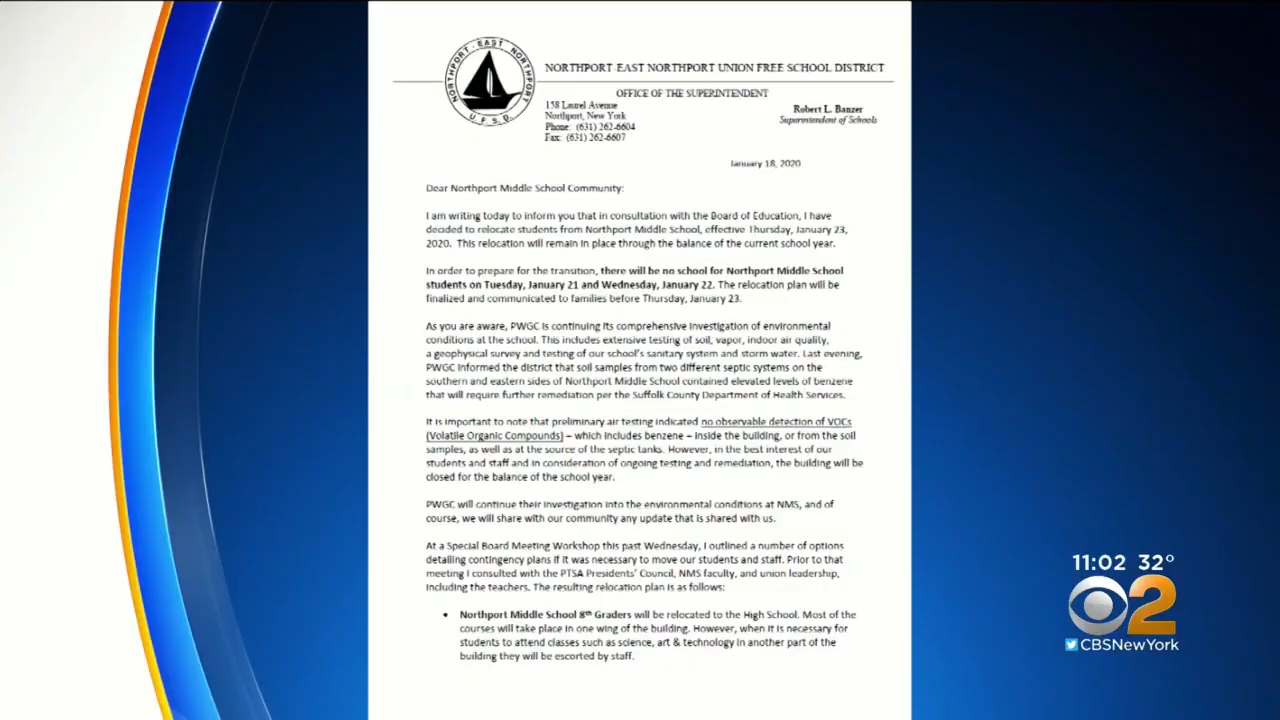 NORTHPORT · EAST NORTHPORT
U.F.S.D.
NORTHPORT-EAST NORTHPORT UNION FREE SCHOOL DISTRICT
OFFICE OF THE SUPERINTENDENT
158 Laurel Avenue
Northport, New York
Phone: (631) 262-6604
Fax: (631) 262-6607
Robert L. Banzer
Superintendent of Schools
January 18, 2020
Dear Northport Middle School Community:
I am writing today to inform you that in consultation with the Board of Education, I have
decided to relocate students from Northport Middle School, effective Thursday, January 23,
2020. This relocation will remain in place through the balance of the current school year.
In order to prepare for the transition, there will be no school for Northport Middle School
students on Tuesday, January 21 and Wednesday, January 22. The relocation plan will be
finalized and communicated to families before Thursday, January 23.
As you are aware, PWGC is continuing its comprehensive investigation of environmental
conditions at the school. This includes extensive testing of soil, vapor, indoor air quality,
a geophysical survey and testing of our school's sanitary system and storm water. Last evening,
PWGC informed the district that soil samples from two different septic systems on the
southern and eastern sides of Northport Middle School contained elevated levels of benzene
that will require further remediation per the Suffolk County Department of Health Services.
It is important to note that preliminary air testing indicated no observable detection of VOCs
(Volatile Organic Compounds) – which includes benzene – inside the building, or from the soil
samples, as well as at the source of the septic tanks. However, in the best interest of our
students and staff and in consideration of ongoing testing and remediation, the building will be
closed for the balance of the school year.
PWGC will continue their investigation into the environmental conditions at NMS, and of
course, we will share with our community any update that is shared with us.
At a Special Board Meeting Workshop this past Wednesday, I outlined a number of options
detailing contingency plans if it was necessary to move our students and staff. Prior to that
meeting I consulted with the PTSA Presidents' Council, NMS faculty, and union leadership,
including the teachers. The resulting relocation plan is as follows:
• Northport Middle School 8th Graders will be relocated to the High School. Most of the
courses will take place in one wing of the building. However, when it is necessary for
students to attend classes such as science, art & technology in another part of the
building they will be escorted by staff.
11:02 32°
2
CBSNewYork